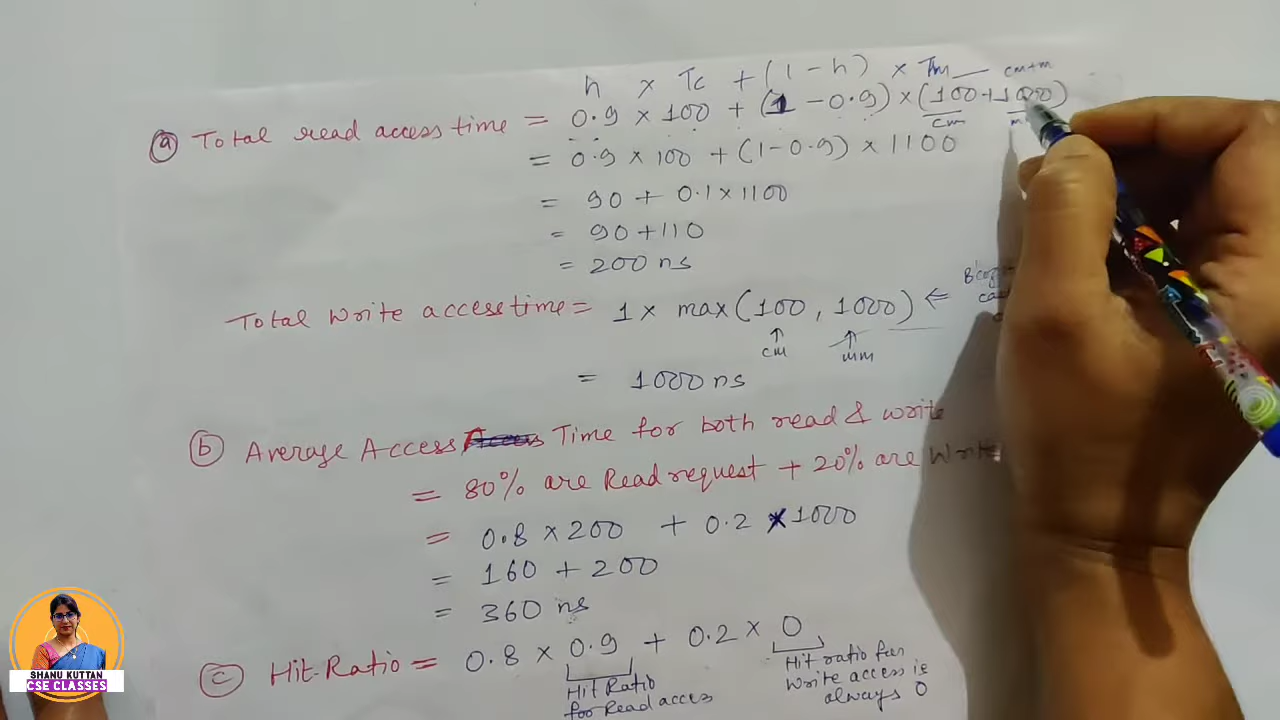 h × Tc + (1 - h) × Tm cm+m
(a) Total read access time = 0.9 × 100 + (1 - 0.9) × (100+1000)
cm m
= 0.9 × 100 + (1-0.9) × 1100
= 90 + 0.1 × 1100
= 90 + 110
= 200 ns
Total write access time = 1 × max(100, 1000) ⇐
↑ ↑
cm mm
= 1000 ns
(b) Average Access Time for both read & write
= 80% are Read request + 20% are Write
= 0.8 × 200 + 0.2 × 1000
= 160 + 200
= 360 ns
(c) Hit-Ratio = 0.8 × 0.9 + 0.2 × 0
Hit Ratio
for Read access
Hit ratio for
write access is
always 0
SHANU KUTTAN
CSE CLASSES